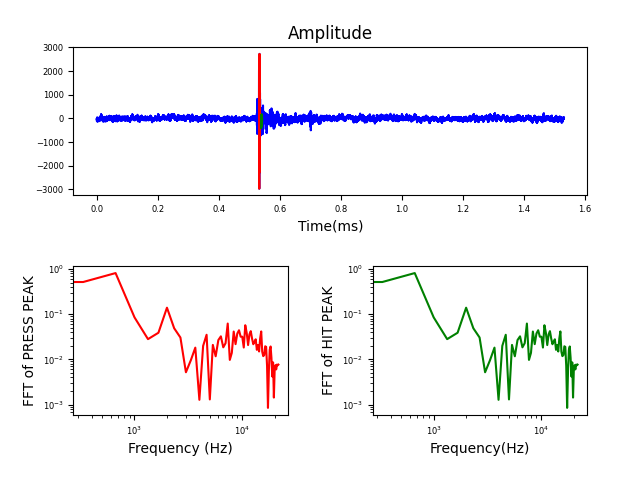 Amplitude
3000
2000
1000
0
−1000
−2000
−3000
0.0 0.2 0.4 0.6 0.8 1.0 1.2 1.4 1.6
Time(ms)
FFT of PRESS PEAK
10⁰
10⁻¹
10⁻²
10⁻³
10³ 10⁴
Frequency (Hz)
FFT of HIT PEAK
10⁰
10⁻¹
10⁻²
10⁻³
10³ 10⁴
Frequency(Hz)